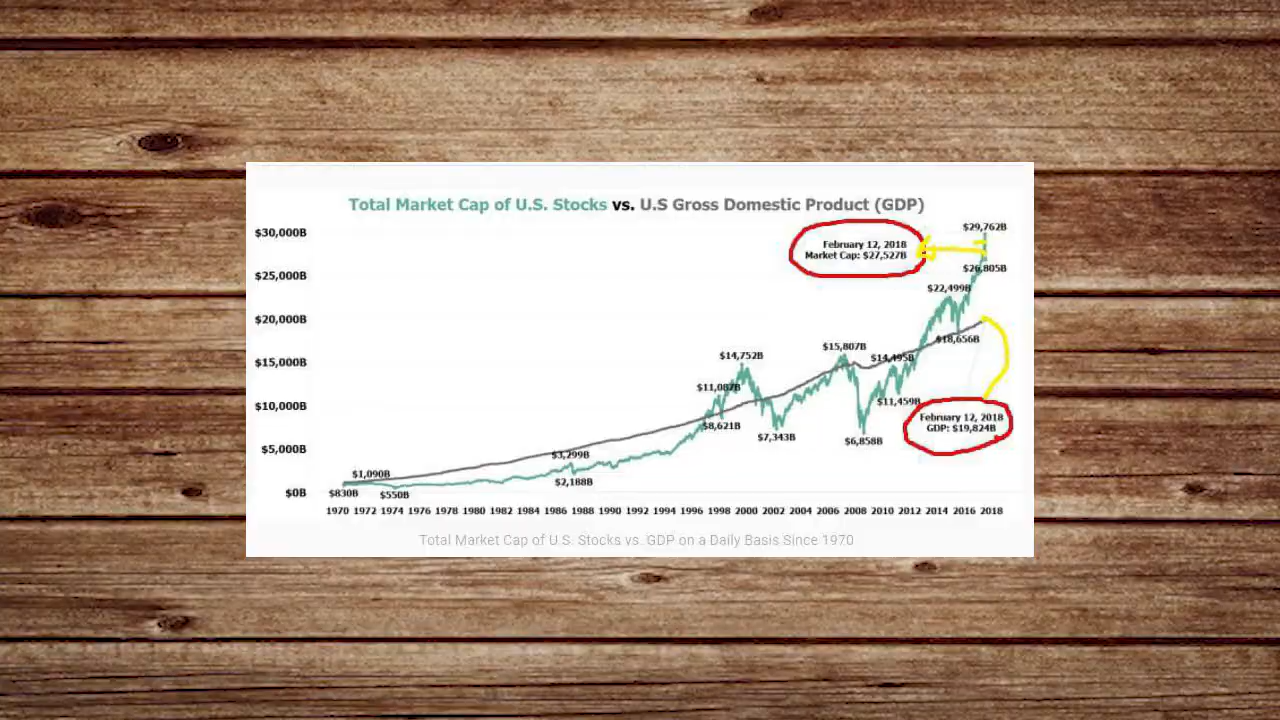 Total Market Cap of U.S. Stocks vs. U.S Gross Domestic Product (GDP)
$30,000B
$25,000B
$20,000B
$15,000B
$10,000B
$5,000B
$0B
$29,762B
February 12, 2018
Market Cap: $27,527B
$26,805B
$22,499B
$18,656B
$15,807B
$14,752B
$14,495B
$11,087B
$11,459B
$8,621B
$7,343B
$6,858B
February 12, 2018
GDP: $19,824B
$3,299B
$2,188B
$1,090B
$830B
$550B
1970 1972 1974 1976 1978 1980 1982 1984 1986 1988 1990 1992 1994 1996 1998 2000 2002 2004 2006 2008 2010 2012 2014 2016 2018
Total Market Cap of U.S. Stocks vs. GDP on a Daily Basis Since 1970